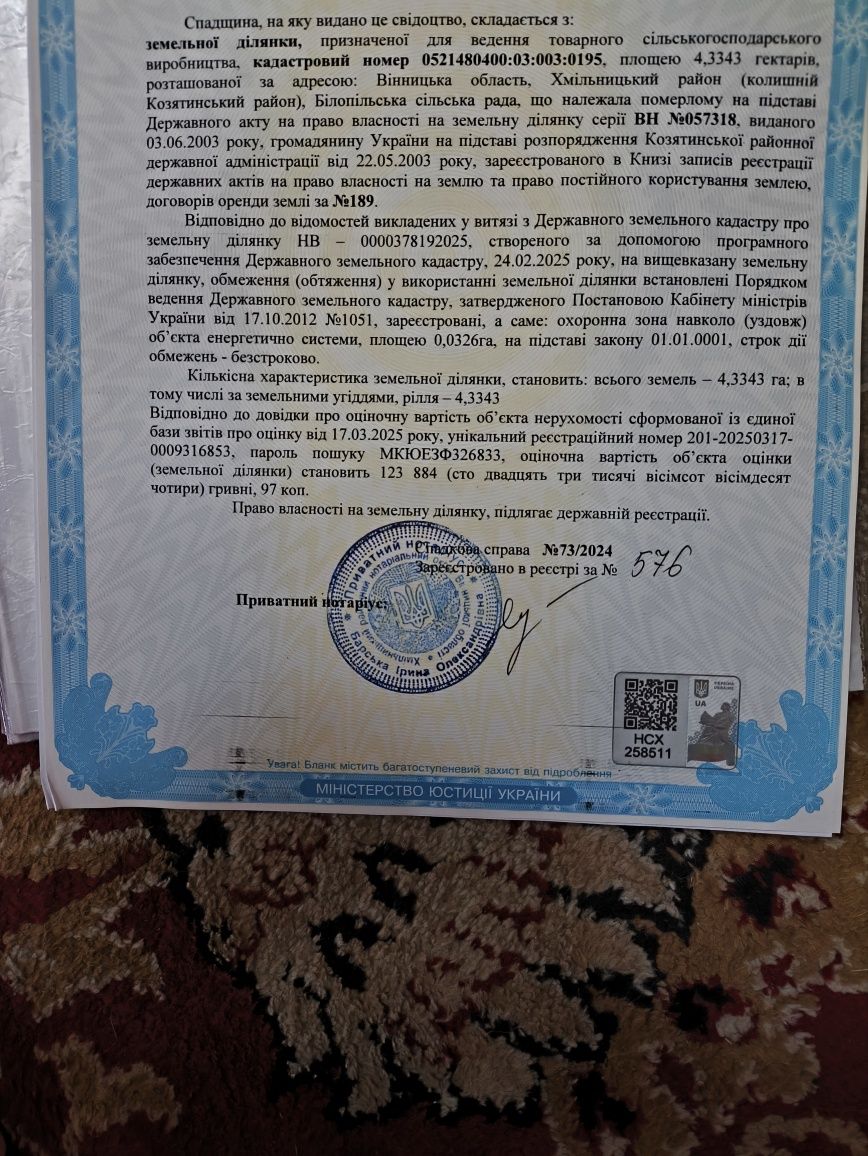 Спадщина, на яку видано це свідоцтво, складається з:
земельної ділянки, призначеної для ведення товарного сільськогосподарського
виробництва, кадастровий номер 0521480400:03:003:0195, площею 4,3343 гектарів,
розташованої за адресою: Вінницька область, Хмільницький район (колишній
Козятинський район), Білопільська сільська рада, що належала померлому на підставі
Державного акту на право власності на земельну ділянку серії ВН №057318, виданого
03.06.2003 року, громадянину України на підставі розпорядження Козятинської районної
державної адміністрації від 22.05.2003 року, зареєстрованого в Книзі записів реєстрації
державних актів на право власності на землю та право постійного користування землею,
договорів оренди землі за №189.
Відповідно до відомостей викладених у витязі з Державного земельного кадастру про
земельну ділянку НВ – 0000378192025, створеного за допомогою програмного
забезпечення Державного земельного кадастру, 24.02.2025 року, на вищевказану земельну
ділянку, обмеження (обтяження) у використанні земельної ділянки встановлені Порядком
ведення Державного земельного кадастру, затвердженого Постановою Кабінету міністрів
України від 17.10.2012 №1051, зареєстровані, а саме: охоронна зона навколо (уздовж)
об’єкта енергетично системи, площею 0,0326га, на підставі закону 01.01.0001, строк дії
обмежень - безстроково.
Кількісна характеристика земельної ділянки, становить: всього земель – 4,3343 га; в
тому числі за земельними угіддями, рілля – 4,3343
Відповідно до довідки про оціночну вартість об’єкта нерухомості сформованої із єдиної
бази звітів про оцінку від 17.03.2025 року, унікальний реєстраційний номер 201-20250317-
0009316853, пароль пошуку МКЮЕЗФ326833, оціночна вартість об’єкта оцінки
(земельної ділянки) становить 123 884 (сто двадцять три тисячі вісімсот вісімдесят
чотири) гривні, 97 коп.
Право власності на земельну ділянку, підлягає державній реєстрації.
Спадкова справа №73/2024
Зареєстровано в реєстрі за № 576
Приватний нотаріус:
Приватний нотаріус
Барська Ірина Олександрівна
УКРАЇНА
UKRAINE
UA
НСХ
258511
Увага! Бланк містить багатоступеневий захист від підроблення
МІНІСТЕРСТВО ЮСТИЦІЇ УКРАЇНИ